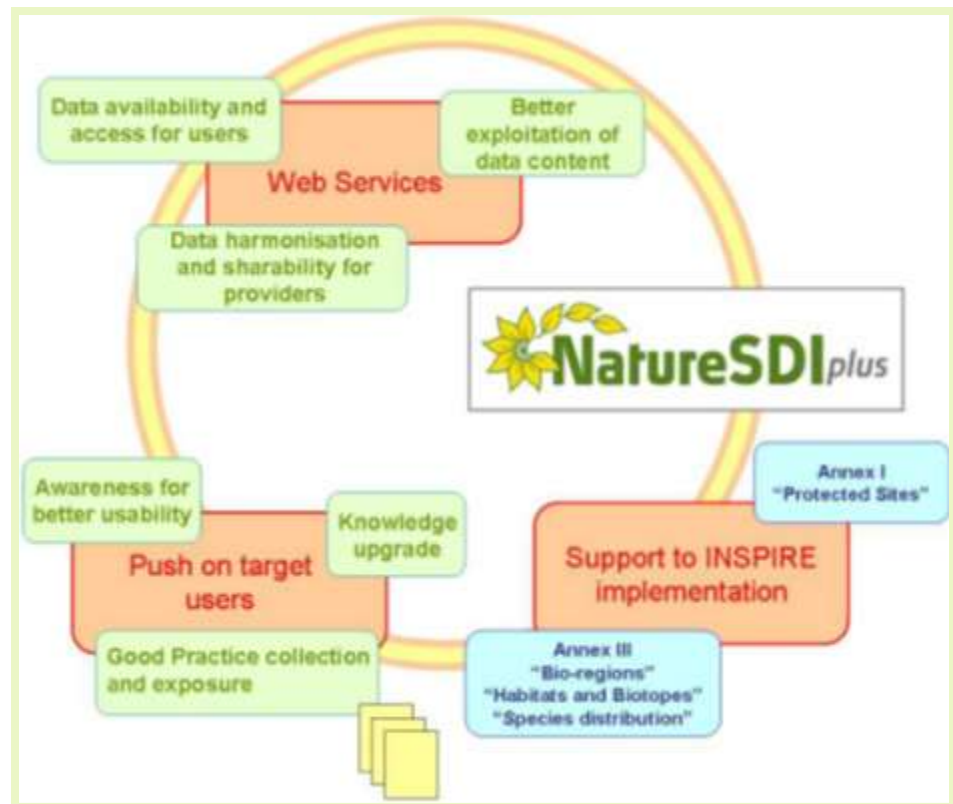 Data availability and
access for users
Better
exploitation of
data content
Web Services
Data harmonisation
and sharability for
providers
NatureSDIplus
Annex I
“Protected Sites”
Awareness for
better usability
Knowledge
upgrade
Push on target
users
Support to INSPIRE
implementation
Good Practice collection
and exposure
Annex III
“Bio-regions”
“Habitats and Biotopes”
“Species distribution”